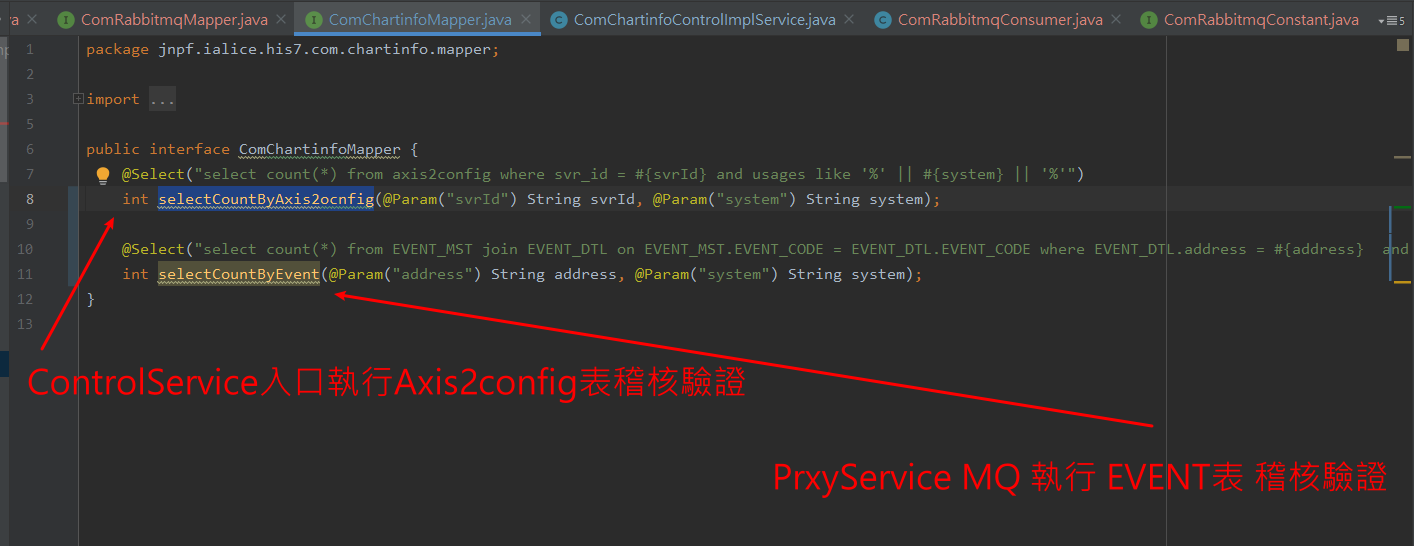 va ComRabbitmqMapper.java ComChartinfoMapper.java ComChartinfoControlImplService.java ComRabbitmqConsumer.java ComRabbitmqConstant.java 5
1 package jnpf.ialice.his7.com.chartinfo.mapper;
2
3 import ...
5
6 public interface ComChartinfoMapper {
7 @Select("select count(*) from axis2config where svr_id = #{svrId} and usages like '%' || #{system} || '%'")
8 int selectCountByAxis2ocnfig(@Param("svrId") String svrId, @Param("system") String system);
9
10 @Select("select count(*) from EVENT_MST join EVENT_DTL on EVENT_MST.EVENT_CODE = EVENT_DTL.EVENT_CODE where EVENT_DTL.address = #{address} and
11 int selectCountByEvent(@Param("address") String address, @Param("system") String system);
12 }
13
ControlService入口執行Axis2config表稽核驗證
PrxyService MQ 執行 EVENT表 稽核驗證